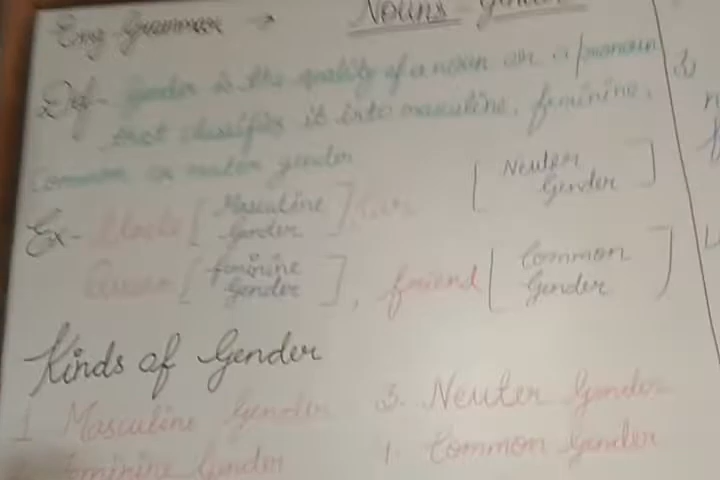 Eng Grammar → Nouns - Gender
Def- Gender is the quality of a noun or a pronoun
that classifies it into masculine, feminine,
common or neuter gender
Ex- [Masculine Gender], [Neuter Gender]
Queen [feminine Gender], friend [Common Gender]
Kinds of Gender
1 Masculine Gender 3. Neuter Gender
Feminine Gender 1. Common Gender